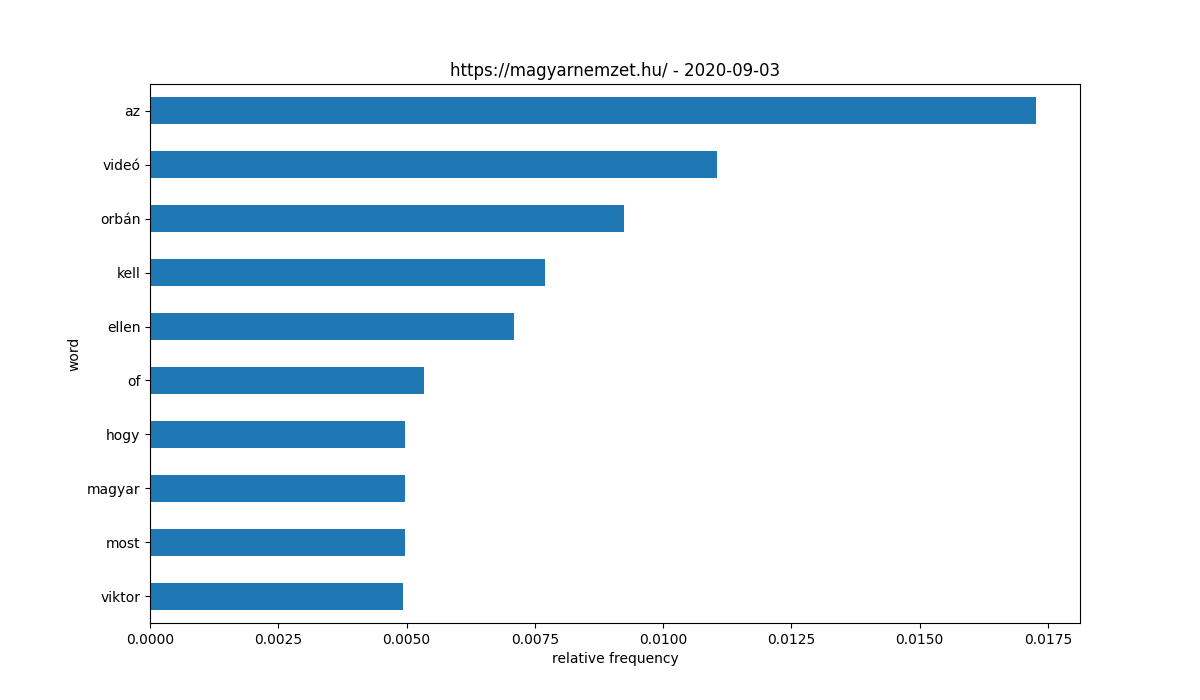 https://magyarnemzet.hu/ - 2020-09-03
az
videó
orbán
kell
ellen
of
hogy
magyar
most
viktor
word
0.0000 0.0025 0.0050 0.0075 0.0100 0.0125 0.0150 0.0175
relative frequency